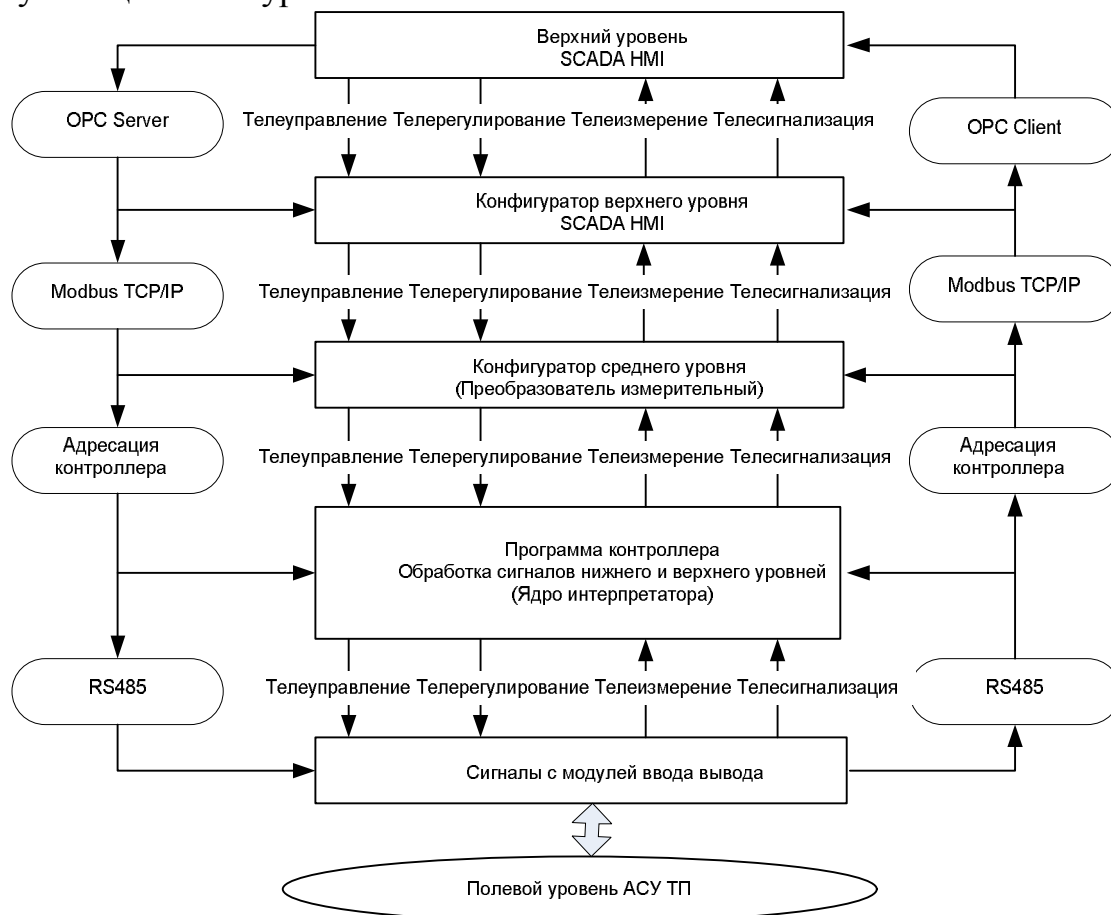 Верхний уровень
SCADA HMI
OPC Server
Телеуправление Телерегулирование Телеизмерение Телесигнализация
OPC Client
Конфигуратор верхнего уровня
SCADA HMI
Modbus TCP/IP
Телеуправление Телерегулирование Телеизмерение Телесигнализация
Modbus TCP/IP
Конфигуратор среднего уровня
(Преобразователь измерительный)
Адресация
контроллера
Телеуправление Телерегулирование Телеизмерение Телесигнализация
Адресация
контроллера
Программа контроллера
Обработка сигналов нижнего и верхнего уровней
(Ядро интерпретатора)
RS485
Телеуправление Телерегулирование Телеизмерение Телесигнализация
RS485
Сигналы с модулей ввода вывода
Полевой уровень АСУ ТП